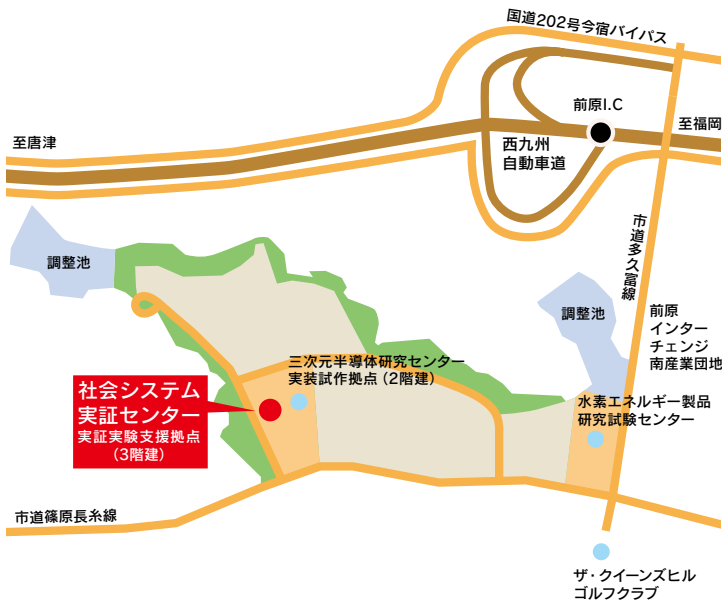 国道202号今宿バイパス
前原I.C
至福岡
至唐津
西九州
自動車道
市道多久冨線
調整池
調整池
前原
インター
チェンジ
南産業団地
三次元半導体研究センター
実装試作拠点（2階建）
社会システム
実証センター
実証実験支援拠点
（3階建）
水素エネルギー製品
研究試験センター
市道篠原長糸線
ザ・クイーンズヒル
ゴルフクラブ